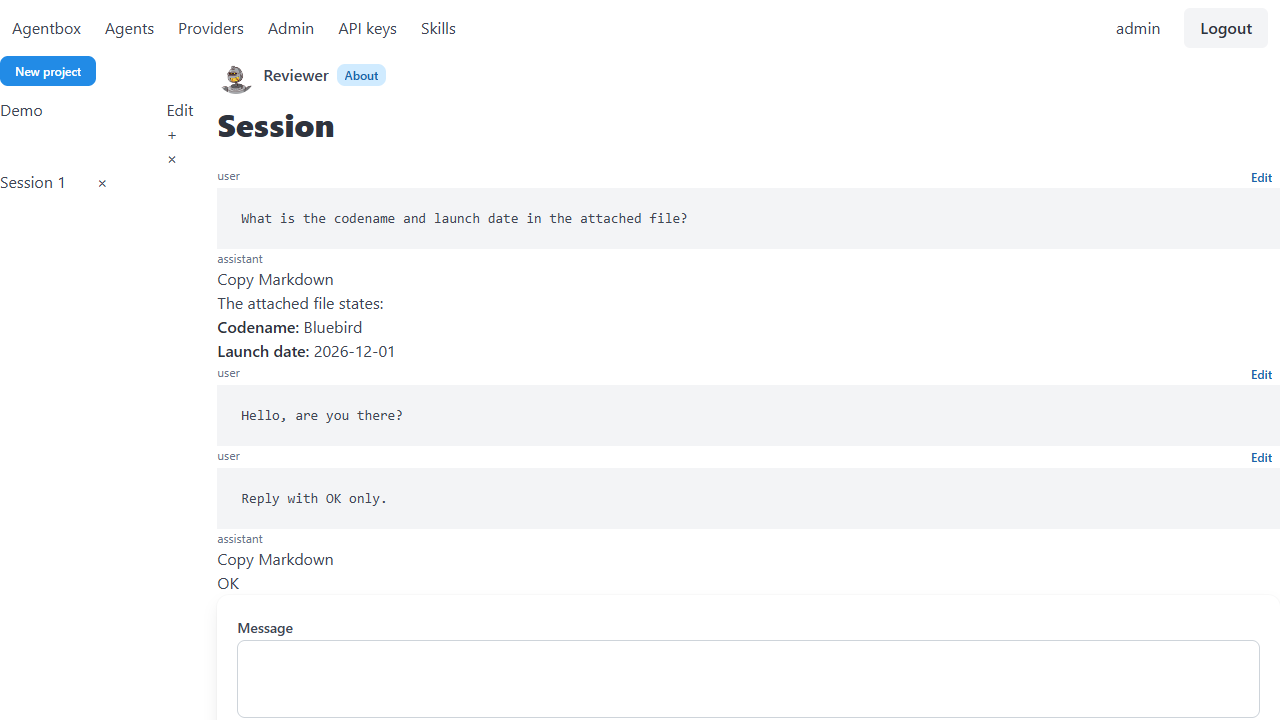 Agentbox Agents Providers Admin API keys Skills admin Logout
New project
Demo Edit
+
×
Session 1 ×
Reviewer About
Session
user Edit
What is the codename and launch date in the attached file?
assistant
Copy Markdown
The attached file states:
Codename: Bluebird
Launch date: 2026-12-01
user Edit
Hello, are you there?
user Edit
Reply with OK only.
assistant
Copy Markdown
OK
Message